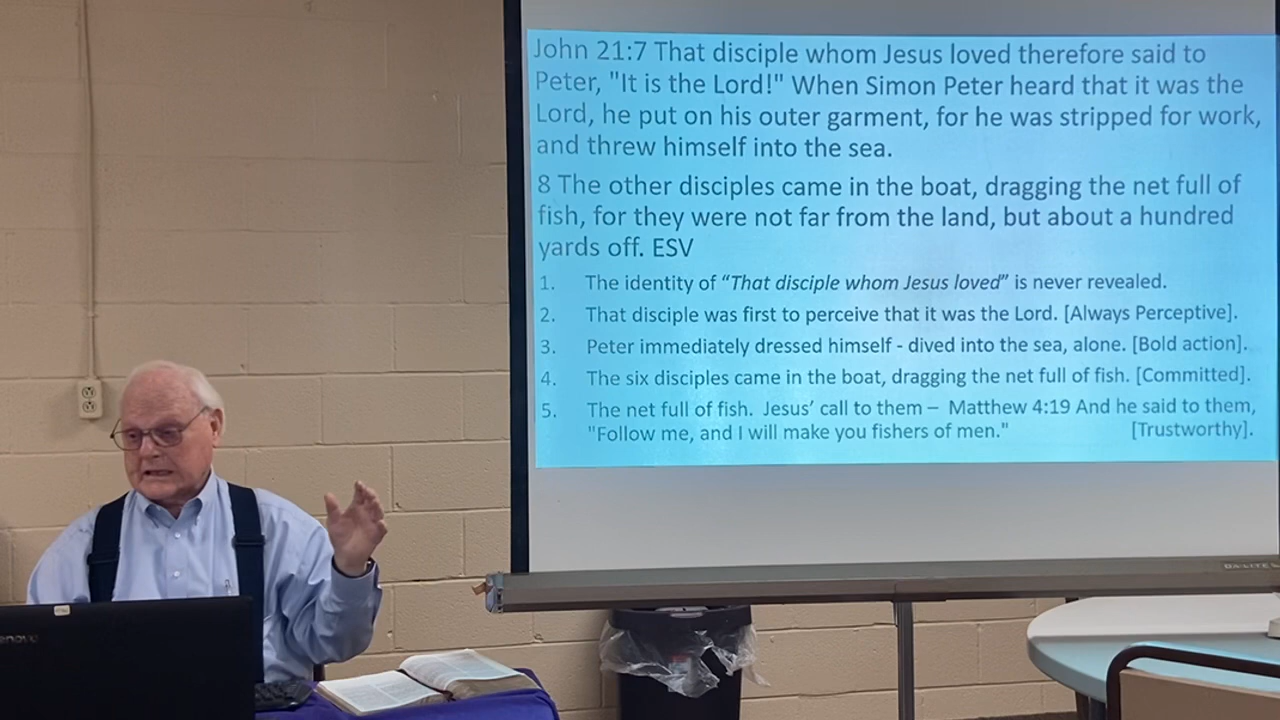 John 21:7 That disciple whom Jesus loved therefore said to
Peter, "It is the Lord!" When Simon Peter heard that it was the
Lord, he put on his outer garment, for he was stripped for work,
and threw himself into the sea.
8 The other disciples came in the boat, dragging the net full of
fish, for they were not far from the land, but about a hundred
yards off. ESV
1. The identity of “That disciple whom Jesus loved” is never revealed.
2. That disciple was first to perceive that it was the Lord. [Always Perceptive].
3. Peter immediately dressed himself - dived into the sea, alone. [Bold action].
4. The six disciples came in the boat, dragging the net full of fish. [Committed].
5. The net full of fish. Jesus’ call to them – Matthew 4:19 And he said to them,
"Follow me, and I will make you fishers of men." [Trustworthy].
DA-LITE
enovo